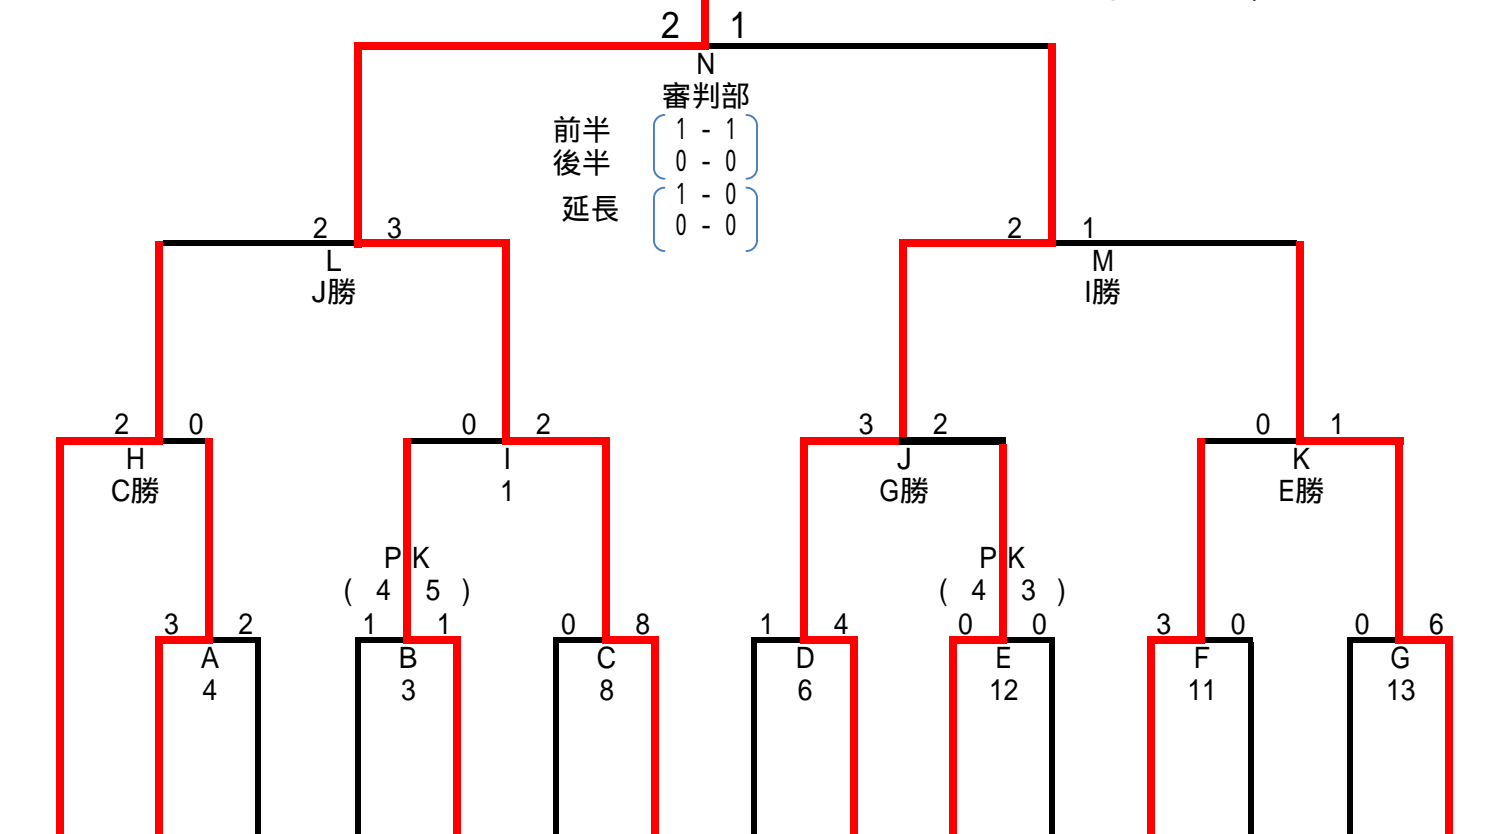 2 1
N
審判部
前半 1 - 1
後半 0 - 0
延長 1 - 0
0 - 0
2 3 2 1
L M
J勝 I勝
2 0 0 2 3 2 0 1
H I J K
C勝 1 G勝 E勝
PK PK
( 4 5 ) ( 4 3 )
3 2 1 1 0 8 1 4 0 0 3 0 0 6
A B C D E F G
4 3 8 6 12 11 13